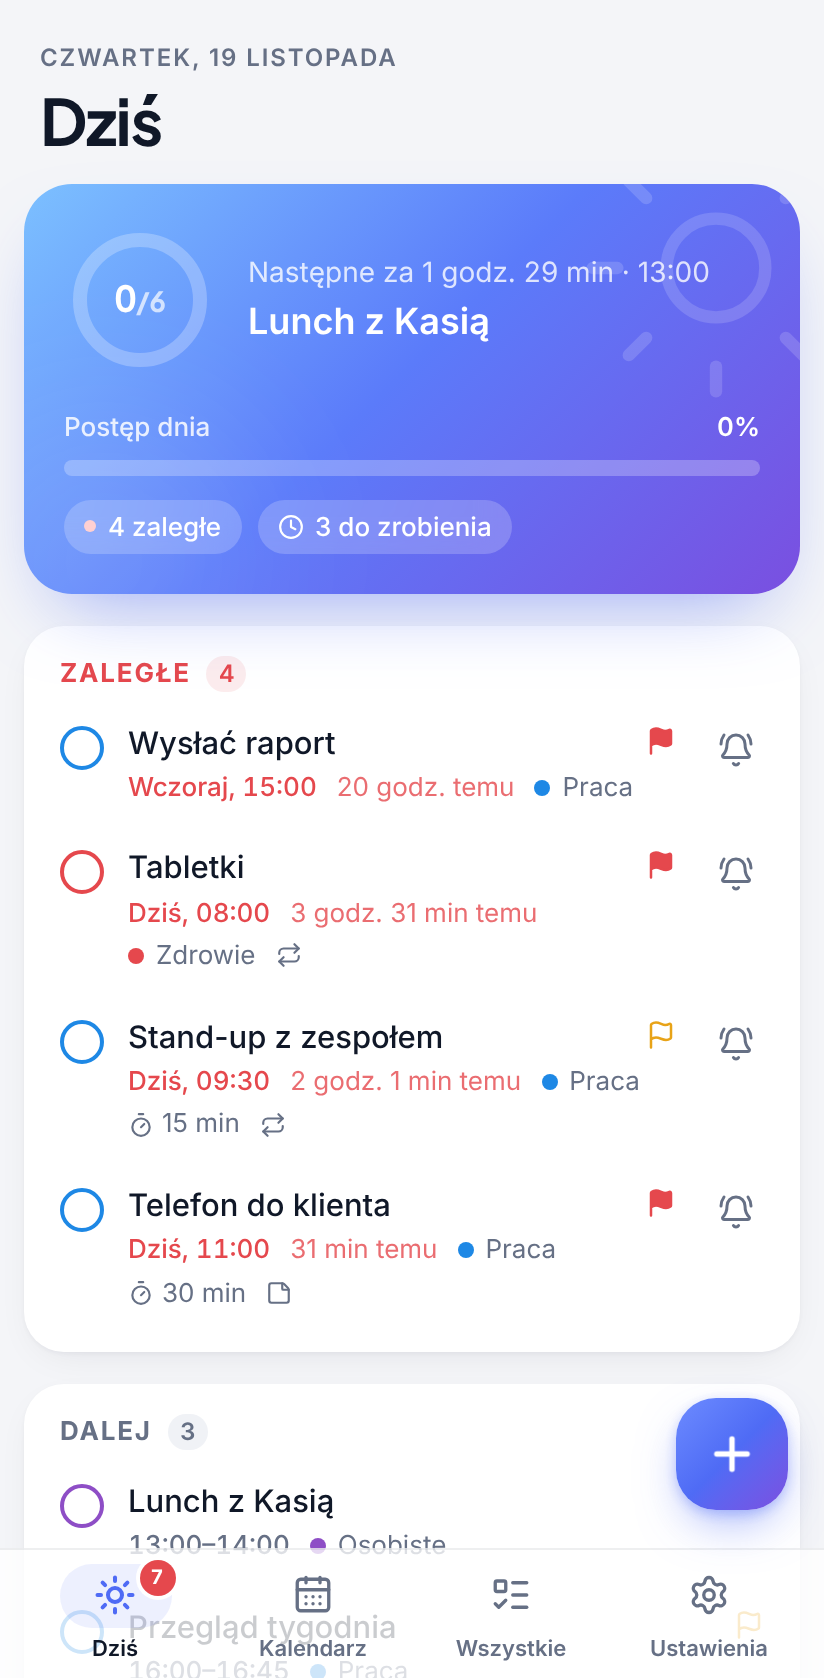 CZWARTEK, 19 LISTOPADA
Dziś
0/6
Następne za 1 godz. 29 min · 13:00
Lunch z Kasią
Postęp dnia 0%
4 zaległe 3 do zrobienia
ZALEGŁE 4
Wysłać raport
Wczoraj, 15:00 20 godz. temu Praca
Tabletki
Dziś, 08:00 3 godz. 31 min temu
Zdrowie
Stand-up z zespołem
Dziś, 09:30 2 godz. 1 min temu Praca
15 min
Telefon do klienta
Dziś, 11:00 31 min temu Praca
30 min
DALEJ 3
Lunch z Kasią
13:00–14:00 Osobiste
Przegląd tygodnia
16:00–16:45 Praca
7
Dziś Kalendarz Wszystkie Ustawienia